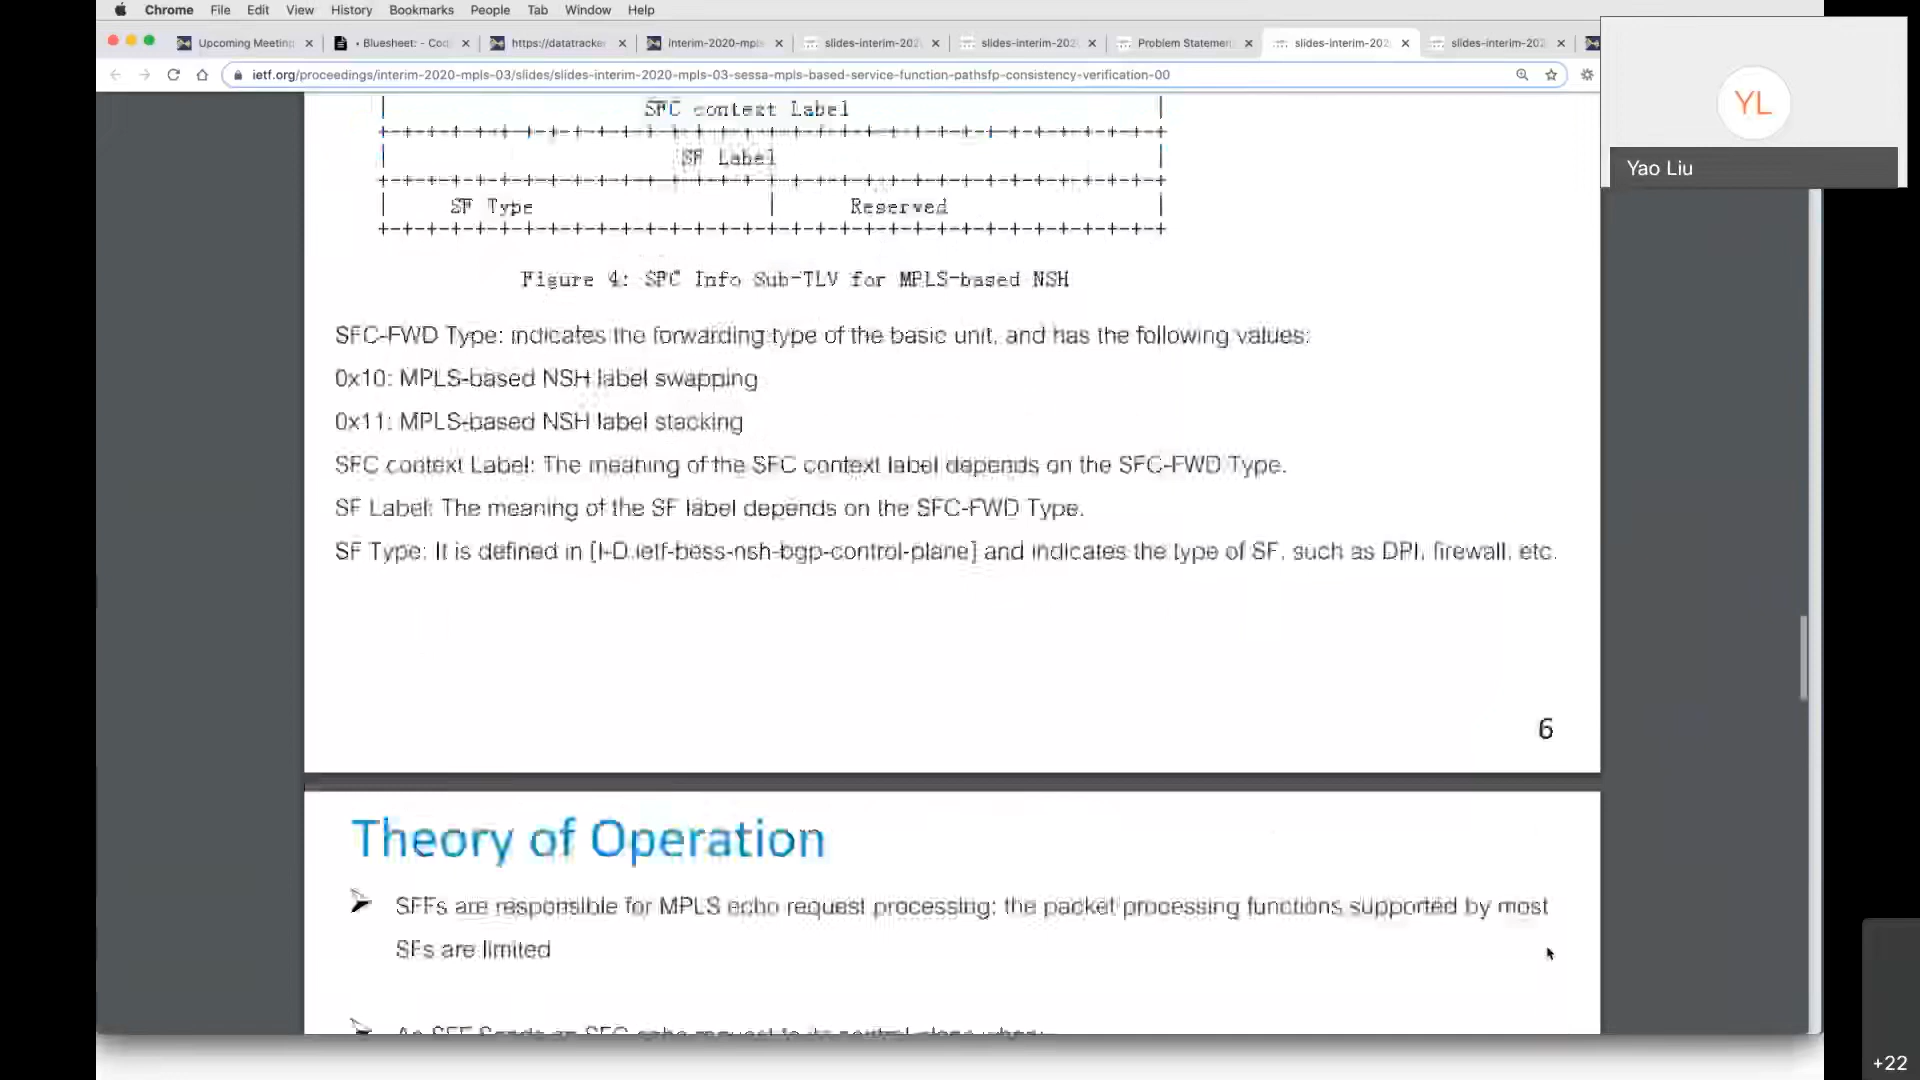 Chrome File Edit View History Bookmarks People Tab Window Help
Upcoming Meeting • Bluesheet: - Cod https://datatracker interim-2020-mpls slides-interim-202 slides-interim-202 Problem Statement slides-interim-202 slides-interim-202
ietf.org/proceedings/interim-2020-mpls-03/slides/slides-interim-2020-mpls-03-sessa-mpls-based-service-function-pathsfp-consistency-verification-00
YL
Yao Liu
| SFC context Label |
+-+-+-+-+-+-+-+-+-+-+-+-+-+-+-+-+-+-+-+-+-+-+-+-+-+-+-+-+-+-+-+-+
| SF Label |
+-+-+-+-+-+-+-+-+-+-+-+-+-+-+-+-+-+-+-+-+-+-+-+-+-+-+-+-+-+-+-+-+
| SF Type | Reserved |
+-+-+-+-+-+-+-+-+-+-+-+-+-+-+-+-+-+-+-+-+-+-+-+-+-+-+-+-+-+-+-+-+
Figure 4: SFC Info Sub-TLV for MPLS-based NSH
SFC-FWD Type: indicates the forwarding type of the basic unit, and has the following values:
0x10: MPLS-based NSH label swapping
0x11: MPLS-based NSH label stacking
SFC context Label: The meaning of the SFC context label depends on the SFC-FWD Type.
SF Label: The meaning of the SF label depends on the SFC-FWD Type.
SF Type: It is defined in [I-D.ietf-bess-nsh-bgp-control-plane] and indicates the type of SF, such as DPI, firewall, etc.
6
Theory of Operation
➤ SFFs are responsible for MPLS echo request processing: the packet processing functions supported by most
SFs are limited
+22